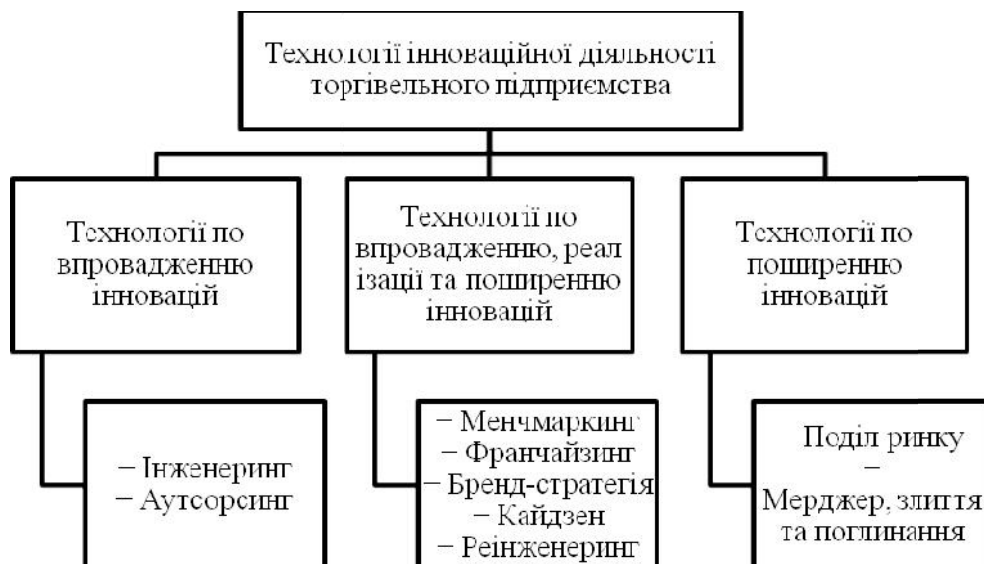 Технології інноваційної діяльності
торгівельного підприємства
Технології по
впровадженню
інновацій
Технології по
впровадженню, реал
ізації та поширенню
інновацій
Технології по
поширенню
інновацій
– Інженеринг
– Аутсорсинг
– Менчмаркинг
– Франчайзинг
– Бренд-стратегія
– Кайдзен
– Реінженеринг
Поділ ринку
–
Мерджер, злиття
та поглинання